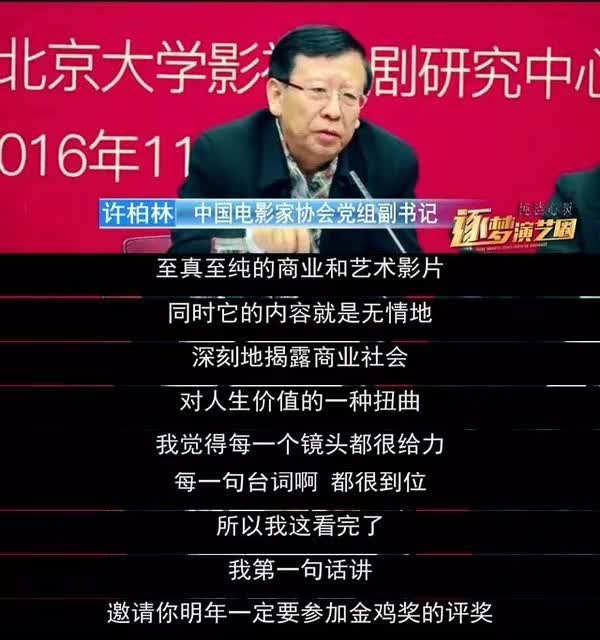 北京大学影视
剧研究中心
2016年11
许柏林 中国电影家协会党组副书记
纯洁心灵
逐梦演艺圈
至真至纯的商业和艺术影片
同时它的内容就是无情地
深刻地揭露商业社会
对人生价值的一种扭曲
我觉得每一个镜头都很给力
每一句台词啊 都很到位
所以我这看完了
我第一句话讲
邀请你明年一定要参加金鸡奖的评奖